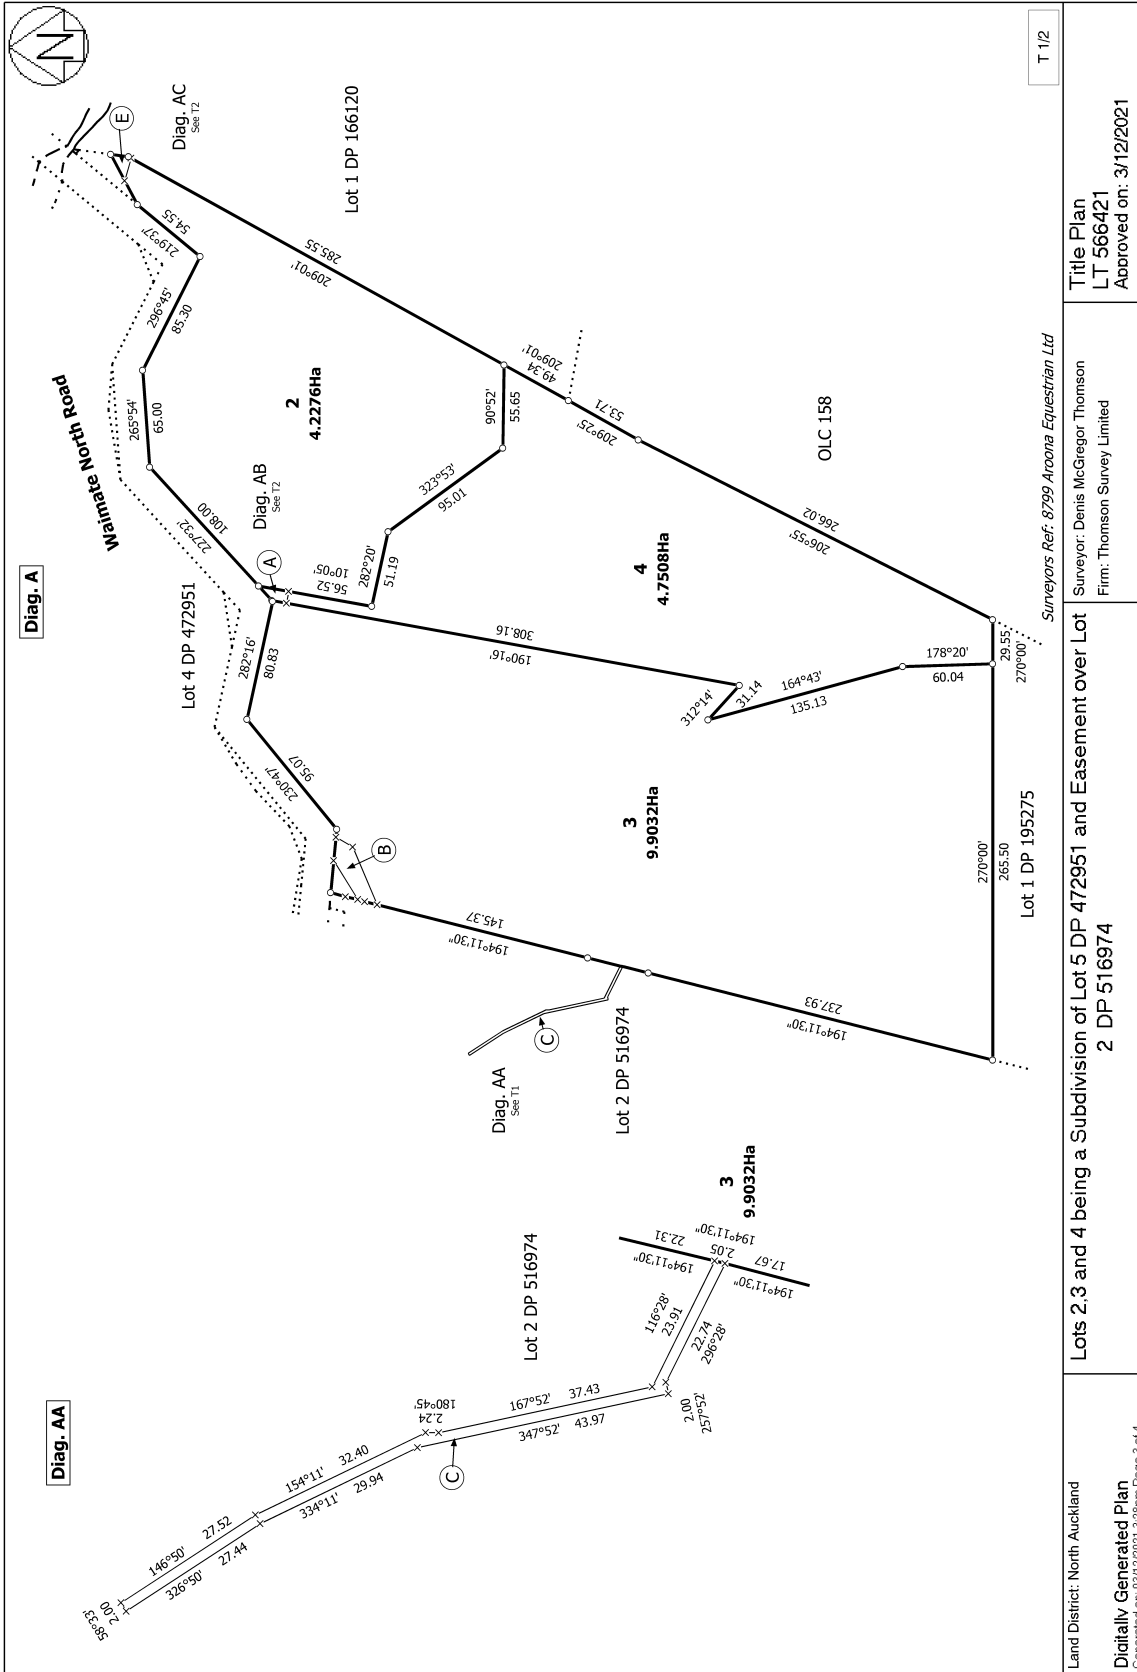 Diag. A
N
E
Diag. AC
See T2
Lot 1 DP 166120
219°37'
54.55
296°45'
85.30
265°54'
65.00
Waimate North Road
227°32'
108.00
2
4.2276Ha
285.55
209°01'
Diag. AB
See T2
A
10°05'
56.52
282°20'
51.19
323°53'
95.01
90°52'
55.65
209°01'
49.34
53.71
209°25'
OLC 158
Lot 4 DP 472951
282°16'
80.83
230°47'
95.07
308.16
190°16'
4
4.7508Ha
266.02
206°55'
312°14'
31.14
164°43'
135.13
178°20'
60.04
29.55
270°00'
B
3
9.9032Ha
145.37
194°11'30"
237.93
194°11'30"
270°00'
265.50
Lot 1 DP 195275
C
Diag. AA
See T1
Lot 2 DP 516974
Diag. AA
58°33'
2.00
146°50'
27.52
326°50'
27.44
154°11'
32.40
334°11'
29.94
180°45'
2.24
C
167°52'
37.43
347°52'
43.97
2.00
257°52'
Lot 2 DP 516974
116°28'
23.91
22.74
296°28'
22.31
194°11'30"
194°11'30"
2.05
17.67
194°11'30"
3
9.9032Ha
T 1/2
Surveyors Ref: 8799 Aroona Equestrian Ltd
Land District: North Auckland
Digitally Generated Plan
Generated on: 03/12/2021 3:28pm Page 3 of 4
Lots 2,3 and 4 being a Subdivision of Lot 5 DP 472951 and Easement over Lot
2 DP 516974
Surveyor: Denis McGregor Thomson
Firm: Thomson Survey Limited
Title Plan
LT 566421
Approved on: 3/12/2021